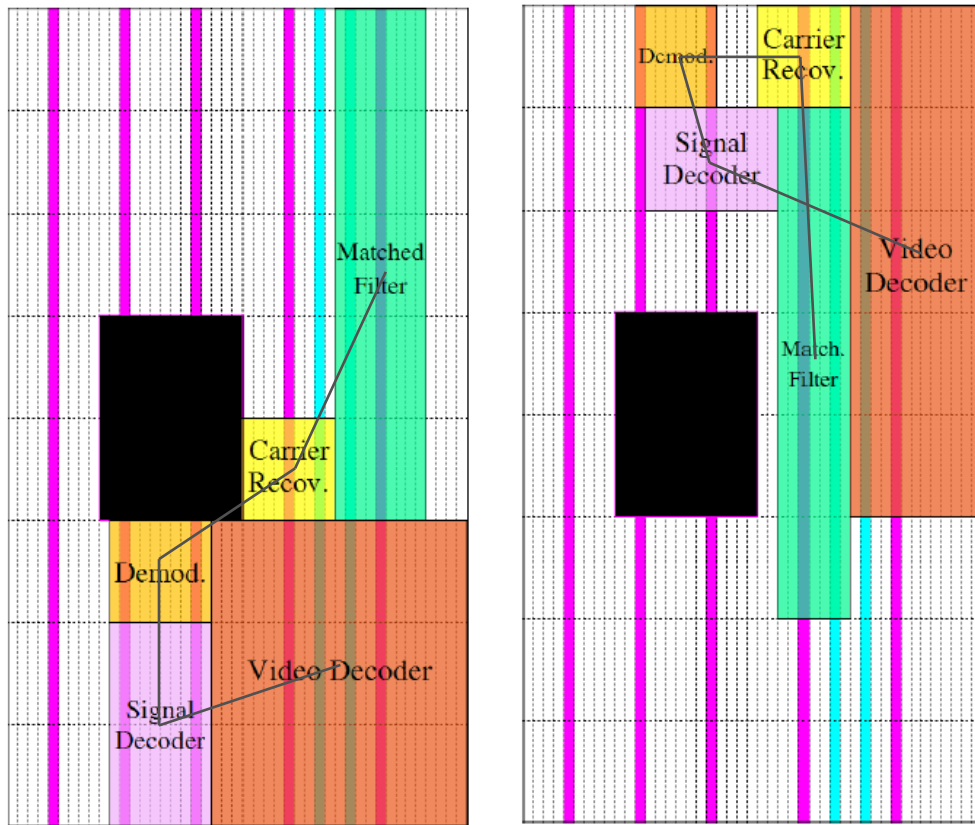 Matched
Filter
Carrier
Recov.
Demod.
Video Decoder
Signal
Decoder
Demod.
Carrier
Recov.
Signal
Decoder
Video
Decoder
Match.
Filter